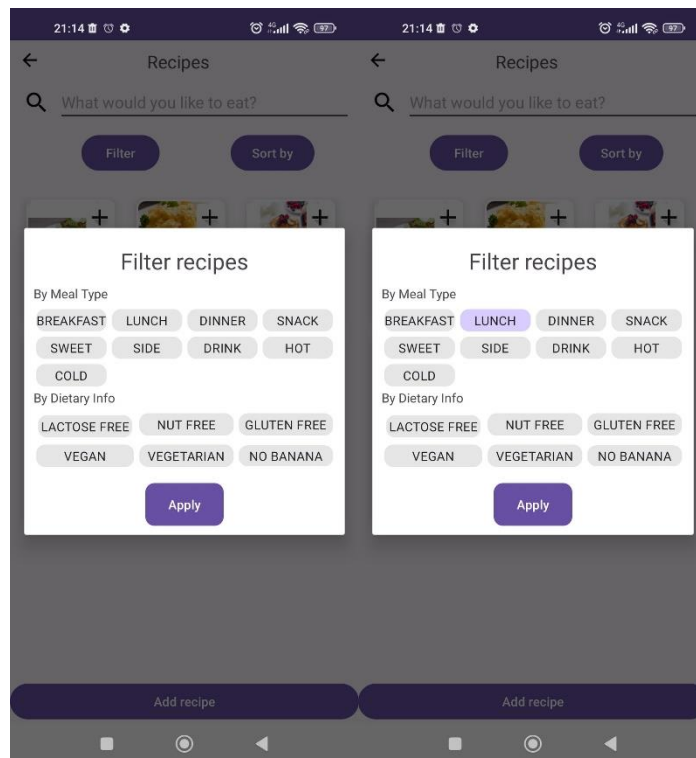 21:14 97
Recipes
What would you like to eat?
Filter Sort by
Filter recipes
By Meal Type
BREAKFAST LUNCH DINNER SNACK
SWEET SIDE DRINK HOT
COLD
By Dietary Info
LACTOSE FREE NUT FREE GLUTEN FREE
VEGAN VEGETARIAN NO BANANA
Apply
Add recipe
21:14 97
Recipes
What would you like to eat?
Filter Sort by
Filter recipes
By Meal Type
BREAKFAST LUNCH DINNER SNACK
SWEET SIDE DRINK HOT
COLD
By Dietary Info
LACTOSE FREE NUT FREE GLUTEN FREE
VEGAN VEGETARIAN NO BANANA
Apply
Add recipe